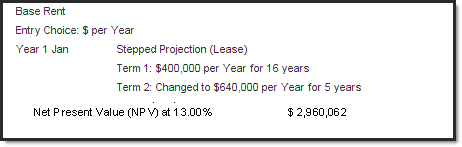 Base Rent
Entry Choice: $ per Year
Year 1 Jan Stepped Projection (Lease)
Term 1: $400,000 per Year for 16 years
Term 2: Changed to $640,000 per Year for 5 years
Net Present Value (NPV) at 13.00% $ 2,960,062